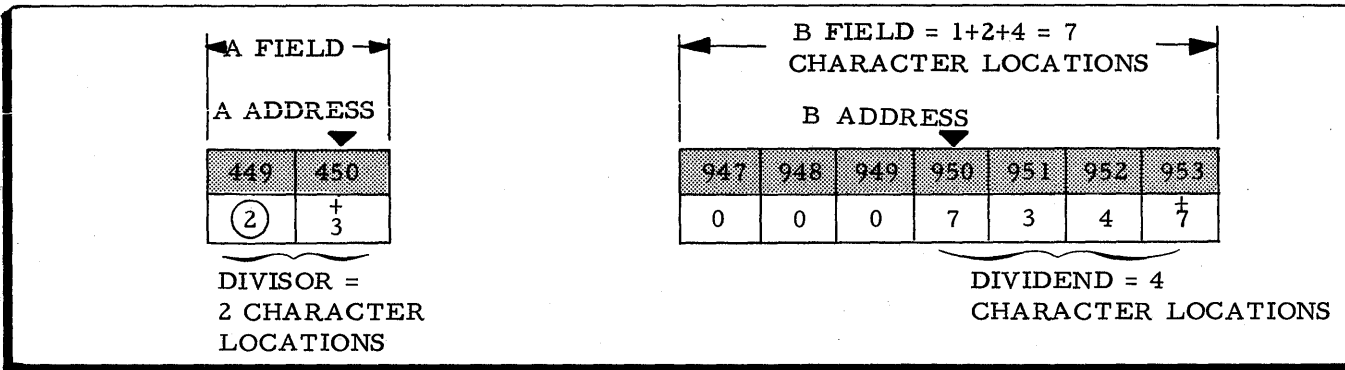 A FIELD
A ADDRESS
449 450
2 + 3
DIVISOR =
2 CHARACTER
LOCATIONS
B FIELD = 1+2+4 = 7
CHARACTER LOCATIONS
B ADDRESS
947 948 949 950 951 952 953
+
0 0 0 7 3 4 7
DIVIDEND = 4
CHARACTER LOCATIONS